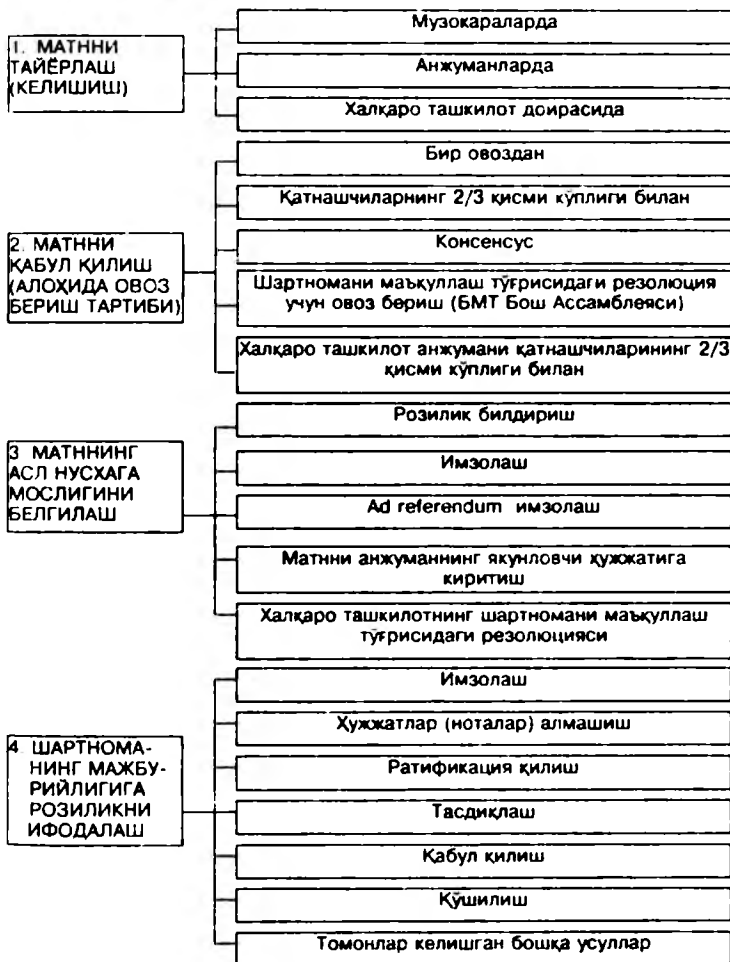 1. МАТННИ
ТАЙЁРЛАШ
(КЕЛИШИШ)
Музокараларда
Анжуманларда
Халқаро ташкилот доирасида
2. МАТННИ
ҚАБУЛ ҚИЛИШ
(АЛОҲИДА ОВОЗ
БЕРИШ ТАРТИБИ)
Бир овоздан
Қатнашчиларнинг 2/3 қисми кўплиги билан
Консенсус
Шартномани маъқуллаш тўғрисидаги резолюция
учун овоз бериш (БМТ Бош Ассамблеяси)
Халқаро ташкилот анжумани қатнашчиларининг 2/3
қисми кўплиги билан
3. МАТННИНГ
АСЛ НУСХАГА
МОСЛИГИНИ
БЕЛГИЛАШ
Розилик билдириш
Имзолаш
Ad referendum имзолаш
Матнни анжуманнинг якунловчи ҳужжатига
киритиш
Халқаро ташкилотнинг шартномани маъқуллаш
тўғрисидаги резолюцияси
4. ШАРТНОМА-
НИНГ МАЖБУ-
РИЙЛИГИГА
РОЗИЛИКНИ
ИФОДАЛАШ
Имзолаш
Ҳужжатлар (ноталар) алмашиш
Ратификация қилиш
Тасдиқлаш
Қабул қилиш
Қўшилиш
Томонлар келишган бошқа усуллар